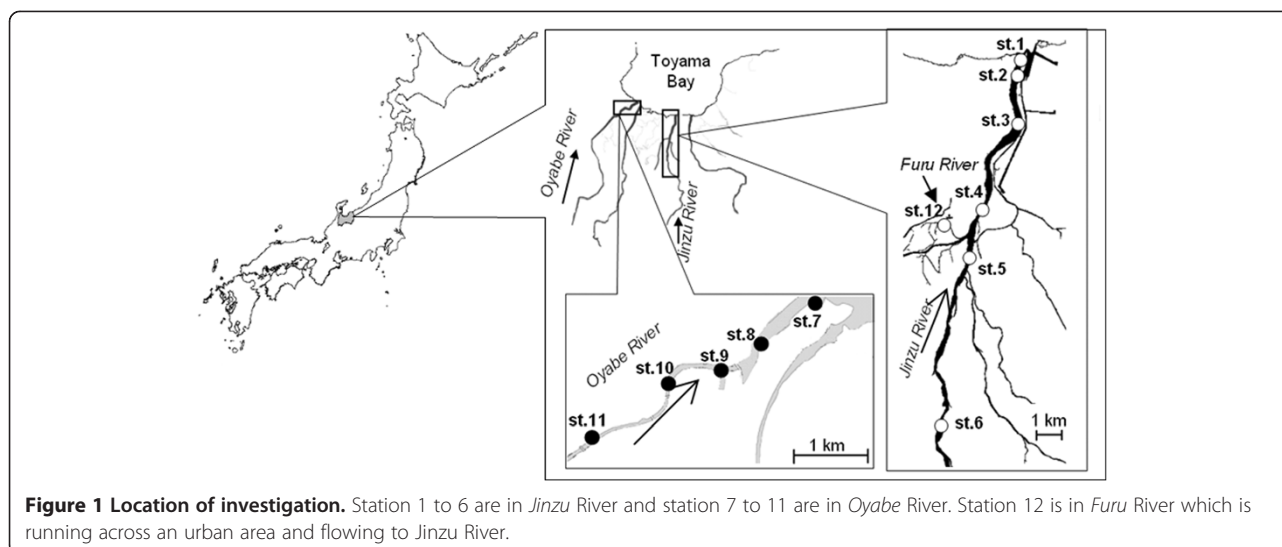 Toyama
Bay
Oyabe River
Jinzu River
st.1
st.2
st.3
Furu River
st.4
st.12
st.5
Jinzu River
st.6
1 km
st.7
st.8
Oyabe River
st.9
st.10
st.11
1 km
Figure 1 Location of investigation. Station 1 to 6 are in Jinzu River and station 7 to 11 are in Oyabe River. Station 12 is in Furu River which is
running across an urban area and flowing to Jinzu River.